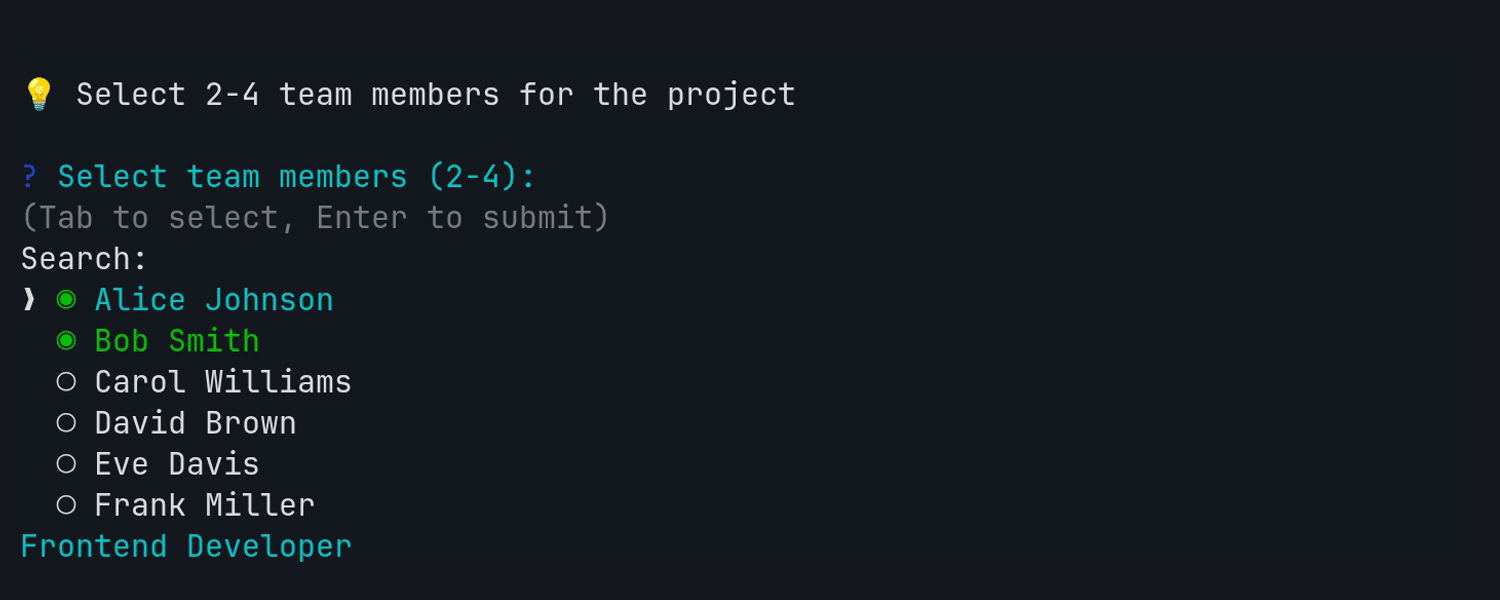 💡 Select 2-4 team members for the project
? Select team members (2-4):
(Tab to select, Enter to submit)
Search:
❯ ◉ Alice Johnson
◉ Bob Smith
◯ Carol Williams
◯ David Brown
◯ Eve Davis
◯ Frank Miller
Frontend Developer